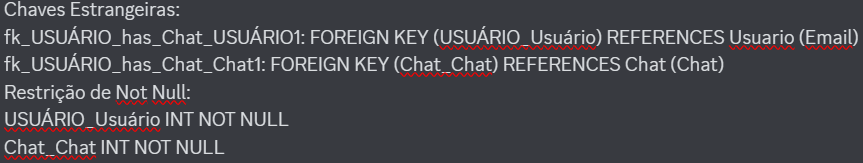 Chaves Estrangeiras:
fk_USUÁRIO_has_Chat_USUÁRIO1: FOREIGN KEY (USUÁRIO_Usuário) REFERENCES Usuario (Email)
fk_USUÁRIO_has_Chat_Chat1: FOREIGN KEY (Chat_Chat) REFERENCES Chat (Chat)
Restrição de Not Null:
USUÁRIO_Usuário INT NOT NULL
Chat_Chat INT NOT NULL